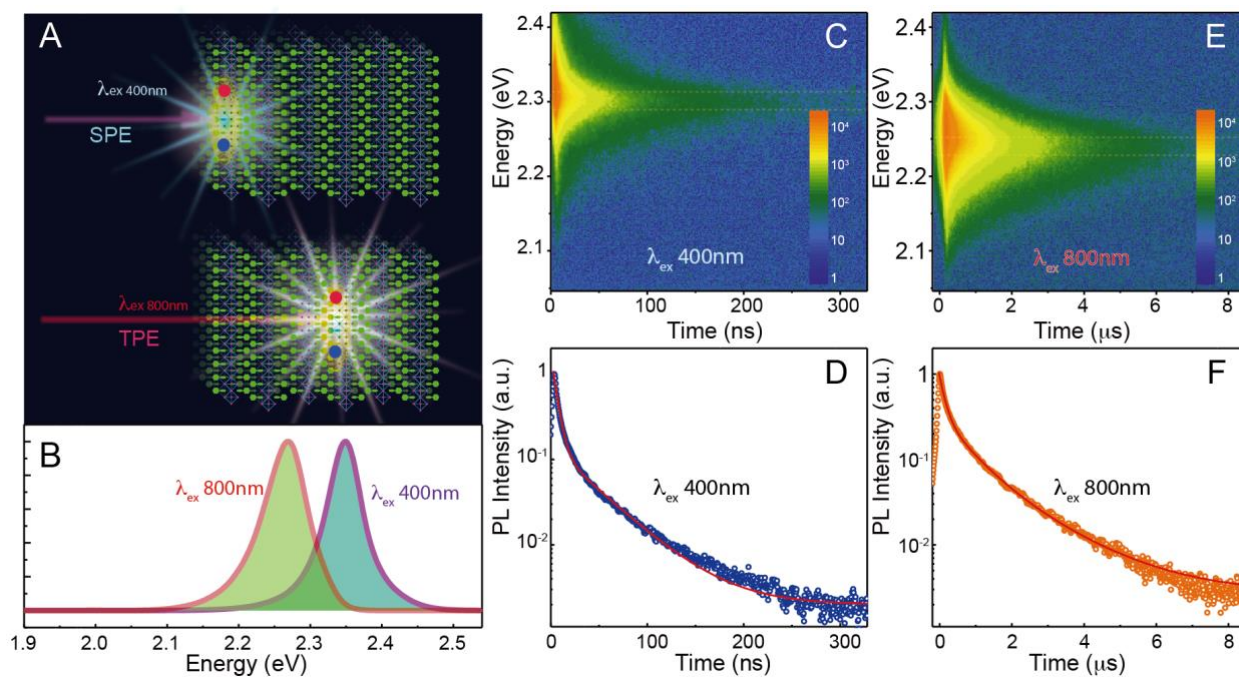 A
λex 400nm
SPE
λex 800nm
TPE
B
λex 800nm
λex 400nm
1.9 2.0 2.1 2.2 2.3 2.4 2.5
Energy (eV)
C
2.4
2.3
2.2
2.1
Energy (eV)
10⁴
10³
10²
10
1
λex 400nm
0 100 200 300
Time (ns)
D
1
10⁻¹
10⁻²
PL Intensity (a.u.)
λex 400nm
0 100 200 300
Time (ns)
E
2.4
2.3
2.2
2.1
Energy (eV)
10⁴
10³
10²
10
1
λex 800nm
0 2 4 6 8
Time (μs)
F
1
10⁻¹
10⁻²
PL Intensity (a.u.)
λex 800nm
0 2 4 6 8
Time (μs)